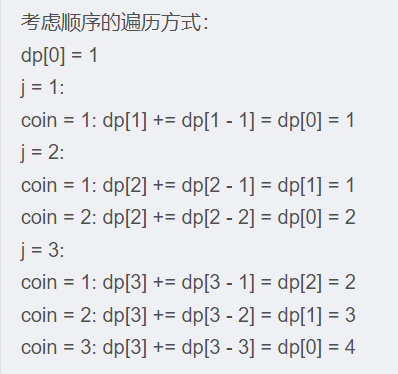 考虑顺序的遍历方式：
dp[0] = 1
j = 1:
coin = 1: dp[1] += dp[1 - 1] = dp[0] = 1
j = 2:
coin = 1: dp[2] += dp[2 - 1] = dp[1] = 1
coin = 2: dp[2] += dp[2 - 2] = dp[0] = 2
j = 3:
coin = 1: dp[3] += dp[3 - 1] = dp[2] = 2
coin = 2: dp[3] += dp[3 - 2] = dp[1] = 3
coin = 3: dp[3] += dp[3 - 3] = dp[0] = 4